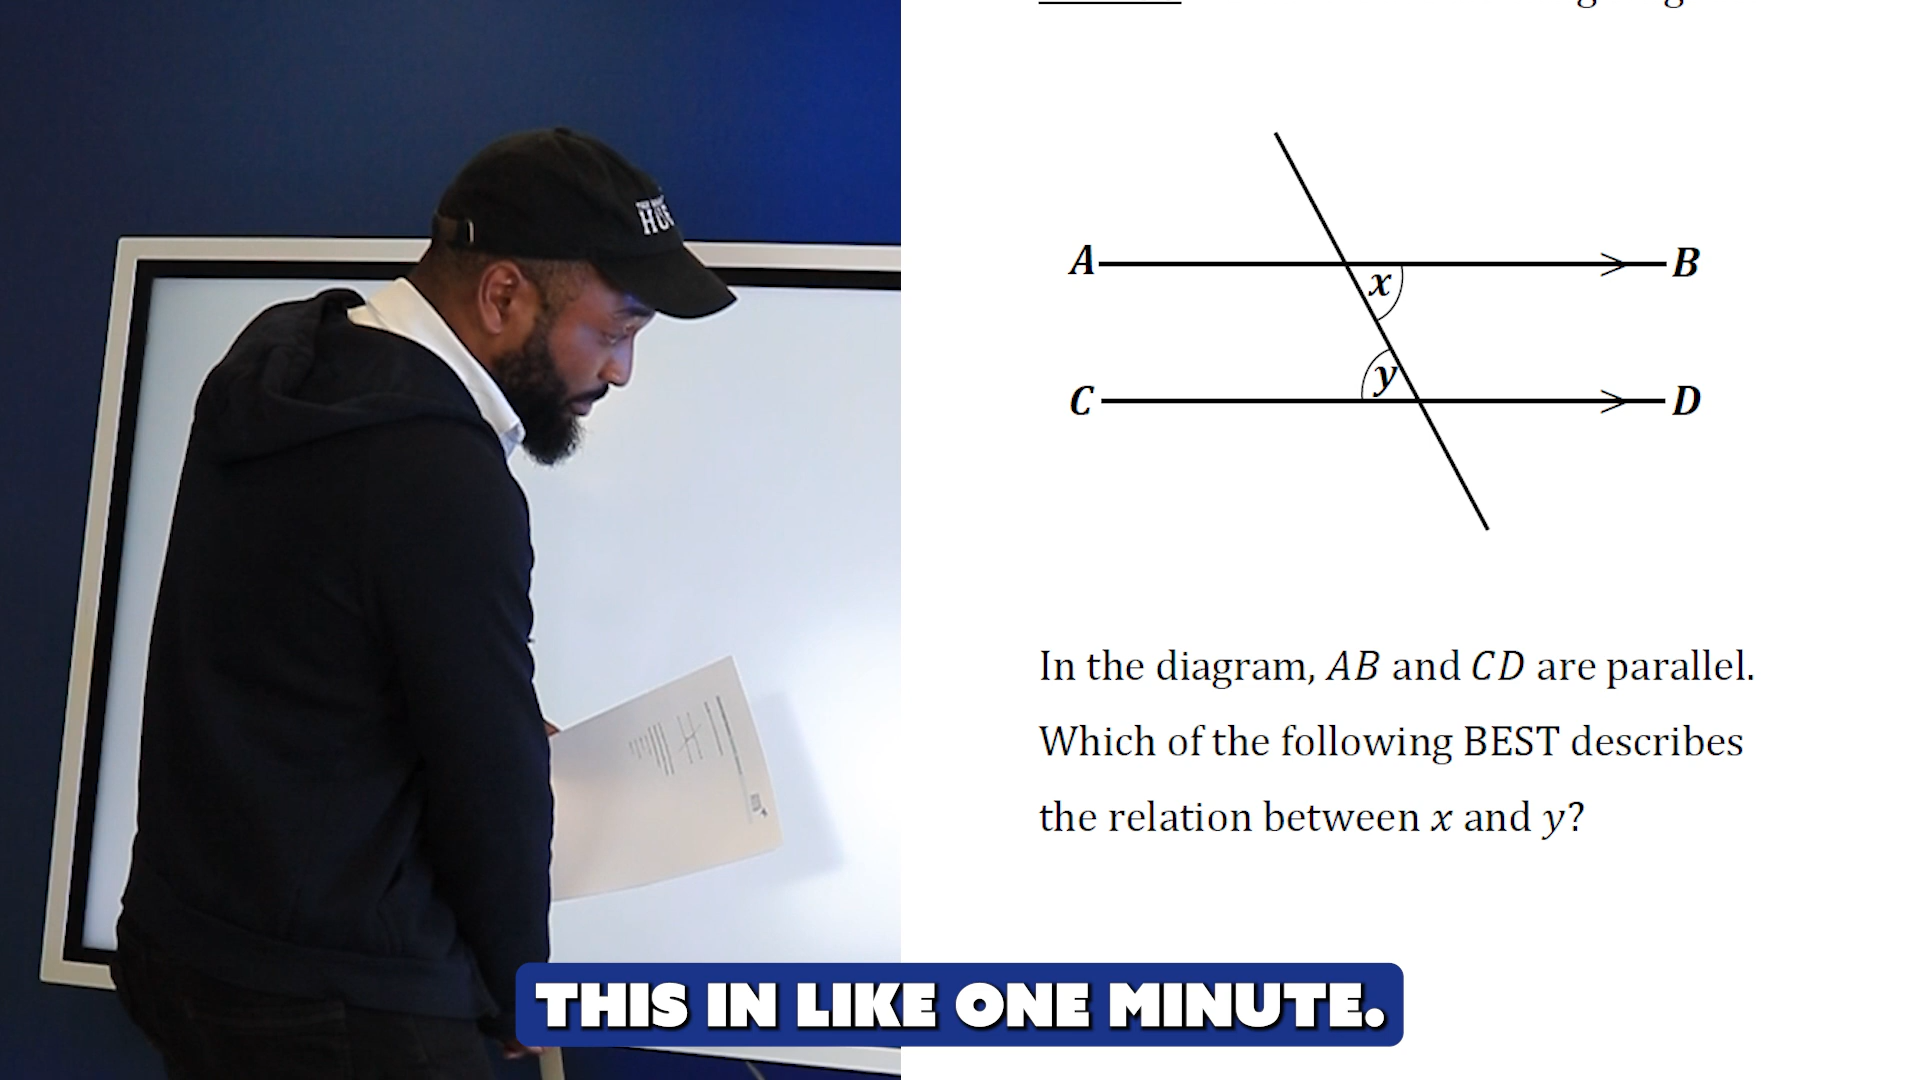 A
B
x
y
C
D
In the diagram, AB and CD are parallel.
Which of the following BEST describes
the relation between x and y?
THIS IN LIKE ONE MINUTE.